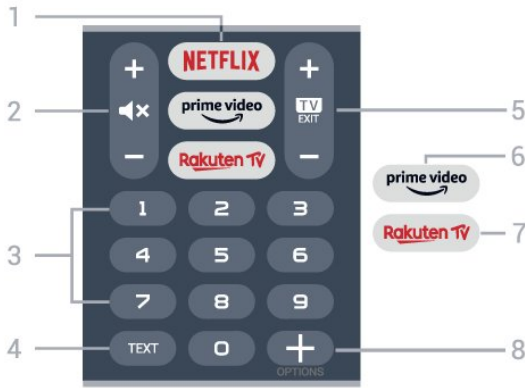 1
NETFLIX
+ +
2
prime video
TV
EXIT
5
6
prime video
- Rakuten TV -
Rakuten TV
7
1 2 3
3
4 5 6
7 8 9
4
TEXT 0 +
8
OPTIONS